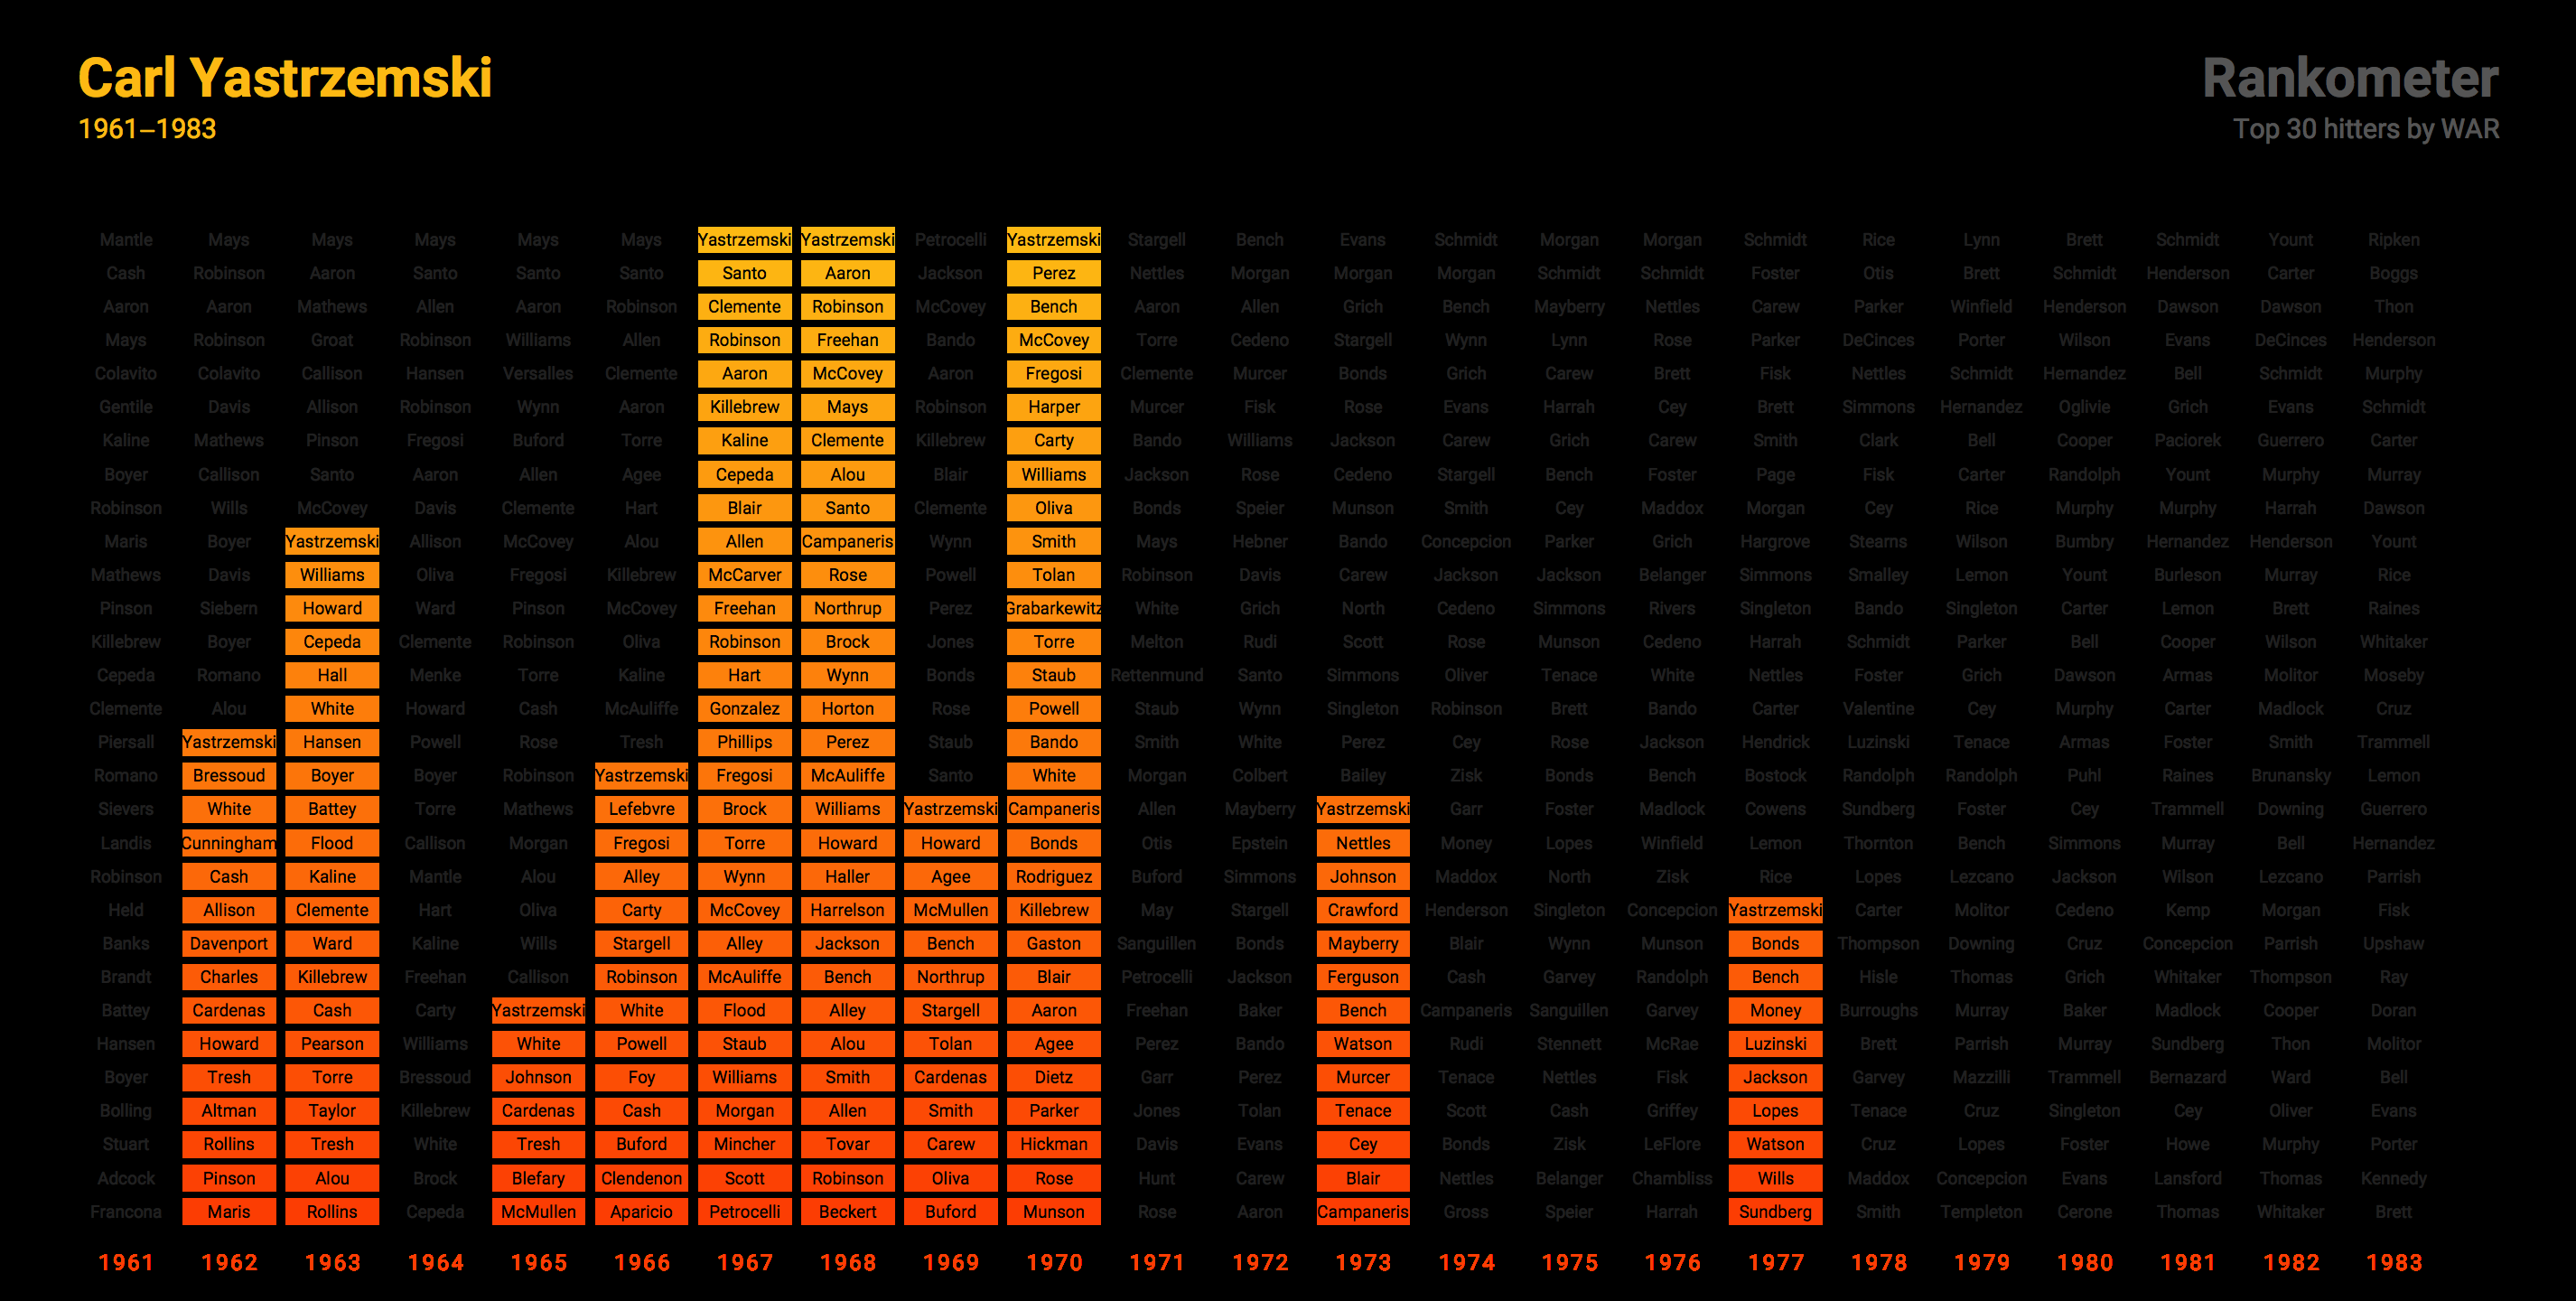 Carl Yastrzemski
1961–1983
Rankometer
Top 30 hitters by WAR
Mantle Mays Mays Mays Mays Mays Yastrzemski Yastrzemski Petrocelli Yastrzemski Stargell Bench Evans Schmidt Morgan Morgan Schmidt Rice Lynn Brett Schmidt Yount Ripken
Cash Robinson Aaron Santo Santo Santo Santo Aaron Jackson Perez Nettles Morgan Morgan Morgan Schmidt Schmidt Foster Otis Brett Schmidt Henderson Carter Boggs
Aaron Aaron Mathews Allen Aaron Robinson Clemente Robinson McCovey Bench Aaron Allen Grich Bench Mayberry Nettles Carew Parker Winfield Henderson Dawson Dawson Thon
Mays Robinson Groat Robinson Williams Allen Robinson Freehan Bando McCovey Torre Cedeno Stargell Wynn Lynn Rose Parker DeCinces Porter Wilson Evans DeCinces Henderson
Colavito Colavito Callison Hansen Versalles Clemente Aaron McCovey Aaron Fregosi Clemente Murcer Bonds Grich Carew Brett Fisk Nettles Schmidt Hernandez Bell Schmidt Murphy
Gentile Davis Allison Robinson Wynn Aaron Killebrew Mays Robinson Harper Murcer Fisk Rose Evans Harrah Cey Brett Simmons Hernandez Oglivie Grich Evans Schmidt
Kaline Mathews Pinson Fregosi Buford Torre Kaline Clemente Killebrew Carty Bando Williams Jackson Carew Grich Carew Smith Clark Bell Cooper Paciorek Guerrero Carter
Boyer Callison Santo Aaron Allen Agee Cepeda Alou Blair Williams Jackson Rose Cedeno Stargell Bench Foster Page Fisk Carter Randolph Yount Murphy Murray
Robinson Wills McCovey Davis Clemente Hart Blair Santo Clemente Oliva Bonds Speier Munson Smith Cey Maddox Morgan Cey Rice Murphy Murphy Harrah Dawson
Maris Boyer Yastrzemski Allison McCovey Alou Allen Campaneris Wynn Smith Mays Hebner Bando Concepcion Parker Grich Hargrove Stearns Wilson Bumbry Hernandez Henderson Yount
Mathews Davis Williams Oliva Fregosi Killebrew McCarver Rose Powell Tolan Robinson Davis Carew Jackson Jackson Belanger Simmons Smalley Lemon Yount Burleson Murray Rice
Pinson Siebern Howard Ward Pinson McCovey Freehan Northrup Perez Grabarkewitz White Grich North Cedeno Simmons Rivers Singleton Bando Singleton Carter Lemon Brett Raines
Killebrew Boyer Cepeda Clemente Robinson Oliva Robinson Brock Jones Torre Melton Rudi Scott Rose Munson Cedeno Harrah Schmidt Parker Bell Cooper Wilson Whitaker
Cepeda Romano Hall Menke Torre Kaline Hart Wynn Bonds Staub Rettenmund Santo Simmons Oliver Tenace White Nettles Foster Grich Dawson Armas Molitor Moseby
Clemente Alou White Howard Cash McAuliffe Gonzalez Horton Rose Powell Staub Wynn Singleton Robinson Brett Bando Carter Valentine Cey Murphy Carter Madlock Cruz
Piersall Yastrzemski Hansen Powell Rose Tresh Phillips Perez Staub Bando Smith White Perez Cey Rose Jackson Hendrick Luzinski Tenace Armas Foster Smith Trammell
Romano Bressoud Boyer Boyer Robinson Yastrzemski Fregosi McAuliffe Santo White Morgan Colbert Bailey Zisk Bonds Bench Bostock Randolph Randolph Puhl Raines Brunansky Lemon
Sievers White Battey Torre Mathews Lefebvre Brock Williams Yastrzemski Campaneris Allen Mayberry Yastrzemski Garr Foster Madlock Cowens Sundberg Foster Cey Trammell Downing Guerrero
Landis Cunningham Flood Callison Morgan Fregosi Torre Howard Howard Bonds Otis Epstein Nettles Money Lopes Winfield Lemon Thornton Bench Simmons Murray Bell Hernandez
Robinson Cash Kaline Mantle Alou Alley Wynn Haller Agee Rodriguez Buford Simmons Johnson Maddox North Zisk Rice Lopes Lezcano Jackson Wilson Lezcano Parrish
Held Allison Clemente Hart Oliva Carty McCovey Harrelson McMullen Killebrew May Stargell Crawford Henderson Singleton Concepcion Yastrzemski Carter Molitor Cedeno Kemp Morgan Fisk
Banks Davenport Ward Kaline Wills Stargell Alley Jackson Bench Gaston Sanguillen Bonds Mayberry Blair Wynn Munson Bonds Thompson Downing Cruz Concepcion Parrish Upshaw
Brandt Charles Killebrew Freehan Callison Robinson McAuliffe Bench Northrup Blair Petrocelli Jackson Ferguson Cash Garvey Randolph Bench Hisle Thomas Grich Whitaker Thompson Ray
Battey Cardenas Cash Carty Yastrzemski White Flood Alley Stargell Aaron Freehan Baker Bench Campaneris Sanguillen Garvey Money Burroughs Murray Baker Madlock Cooper Doran
Hansen Howard Pearson Williams White Powell Staub Alou Tolan Agee Perez Bando Watson Rudi Stennett McRae Luzinski Brett Parrish Murray Sundberg Thon Molitor
Boyer Tresh Torre Bressoud Johnson Foy Williams Smith Cardenas Dietz Garr Perez Murcer Tenace Nettles Fisk Jackson Garvey Mazzilli Trammell Bernazard Ward Bell
Bolling Altman Taylor Killebrew Cardenas Cash Morgan Allen Smith Parker Jones Tolan Tenace Scott Cash Griffey Lopes Tenace Cruz Singleton Cey Oliver Evans
Stuart Rollins Tresh White Tresh Buford Mincher Tovar Carew Hickman Davis Evans Cey Bonds Zisk LeFlore Watson Cruz Lopes Foster Howe Murphy Porter
Adcock Pinson Alou Brock Blefary Clendenon Scott Robinson Oliva Rose Hunt Carew Blair Nettles Belanger Chambliss Wills Maddox Concepcion Evans Lansford Thomas Kennedy
Francona Maris Rollins Cepeda McMullen Aparicio Petrocelli Beckert Buford Munson Rose Aaron Campaneris Gross Speier Harrah Sundberg Smith Templeton Cerone Thomas Whitaker Brett
1961 1962 1963 1964 1965 1966 1967 1968 1969 1970 1971 1972 1973 1974 1975 1976 1977 1978 1979 1980 1981 1982 1983